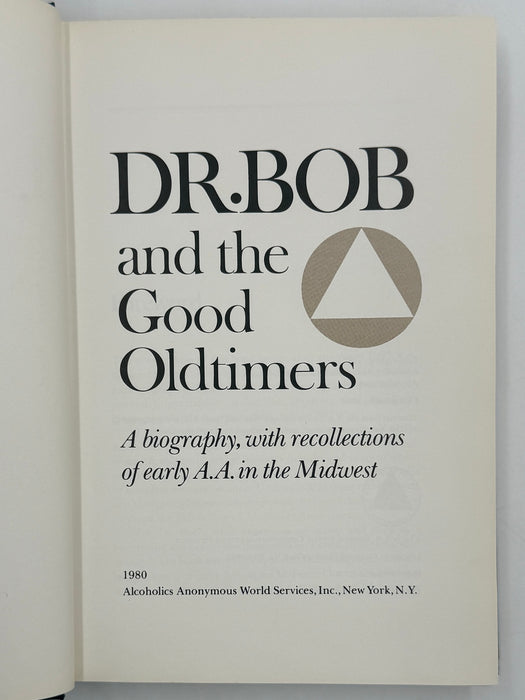 DR.BOB
and the
Good
Oldtimers
A biography, with recollections
of early A.A. in the Midwest
1980
Alcoholics Anonymous World Services, Inc., New York, N.Y.